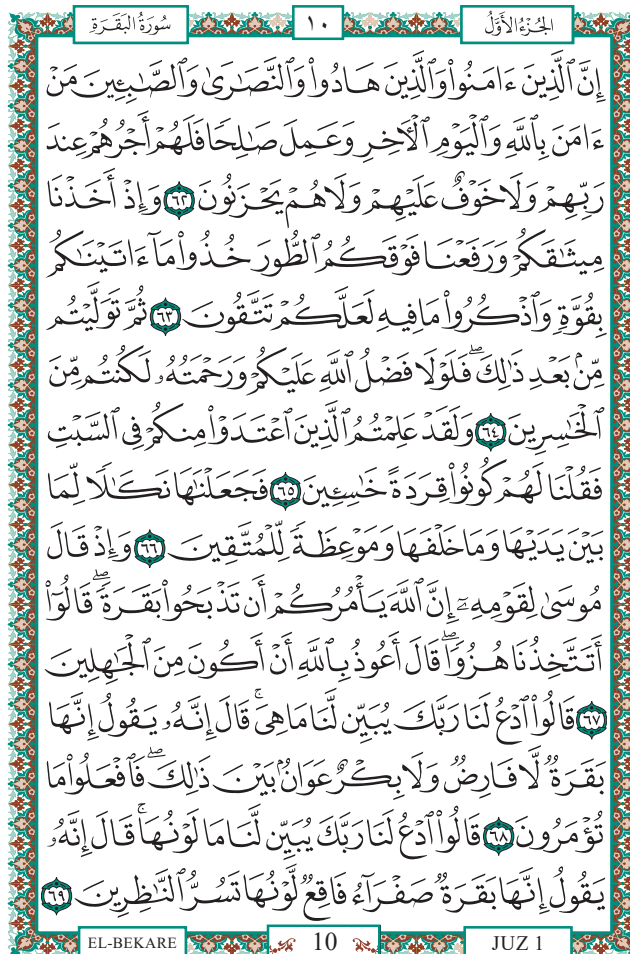 سُورَةُ البَقَرَةِ ١٠ الجُزْءُ الأَوَّلُ
إِنَّ ٱلَّذِينَ ءَامَنُوا۟ وَٱلَّذِينَ هَادُوا۟ وَٱلنَّصَٰرَىٰ وَٱلصَّٰبِـِٔينَ مَنْ
ءَامَنَ بِٱللَّهِ وَٱلْيَوْمِ ٱلْأٓخِرِ وَعَمِلَ صَٰلِحًا فَلَهُمْ أَجْرُهُمْ عِندَ
رَبِّهِمْ وَلَا خَوْفٌ عَلَيْهِمْ وَلَا هُمْ يَحْزَنُونَ ٦٢ وَإِذْ أَخَذْنَا
مِيثَٰقَكُمْ وَرَفَعْنَا فَوْقَكُمُ ٱلطُّورَ خُذُوا۟ مَآ ءَاتَيْنَٰكُم
بِقُوَّةٍ وَٱذْكُرُوا۟ مَا فِيهِ لَعَلَّكُمْ تَتَّقُونَ ٦٣ ثُمَّ تَوَلَّيْتُم
مِّنۢ بَعْدِ ذَٰلِكَ ۖ فَلَوْلَا فَضْلُ ٱللَّهِ عَلَيْكُمْ وَرَحْمَتُهُۥ لَكُنتُم مِّنَ
ٱلْخَٰسِرِينَ ٦٤ وَلَقَدْ عَلِمْتُمُ ٱلَّذِينَ ٱعْتَدَوْا۟ مِنكُمْ فِى ٱلسَّبْتِ
فَقُلْنَا لَهُمْ كُونُوا۟ قِرَدَةً خَٰسِـِٔينَ ٦٥ فَجَعَلْنَٰهَا نَكَٰلًا لِّمَا
بَيْنَ يَدَيْهَا وَمَا خَلْفَهَا وَمَوْعِظَةً لِّلْمُتَّقِينَ ٦٦ وَإِذْ قَالَ
مُوسَىٰ لِقَوْمِهِۦٓ إِنَّ ٱللَّهَ يَأْمُرُكُمْ أَن تَذْبَحُوا۟ بَقَرَةً ۖ قَالُوٓا۟
أَتَتَّخِذُنَا هُزُوًا ۖ قَالَ أَعُوذُ بِٱللَّهِ أَنْ أَكُونَ مِنَ ٱلْجَٰهِلِينَ
٦٧ قَالُوا۟ ٱدْعُ لَنَا رَبَّكَ يُبَيِّن لَّنَا مَا هِىَ ۚ قَالَ إِنَّهُۥ يَقُولُ إِنَّهَا
بَقَرَةٌ لَّا فَارِضٌ وَلَا بِكْرٌ عَوَانٌۢ بَيْنَ ذَٰلِكَ ۖ فَٱفْعَلُوا۟ مَا
تُؤْمَرُونَ ٦٨ قَالُوا۟ ٱدْعُ لَنَا رَبَّكَ يُبَيِّن لَّنَا مَا لَوْنُهَا ۚ قَالَ إِنَّهُۥ
يَقُولُ إِنَّهَا بَقَرَةٌ صَفْرَآءُ فَاقِعٌ لَّوْنُهَا تَسُرُّ ٱلنَّٰظِرِينَ ٦٩
EL-BEKARE 10 JUZ 1